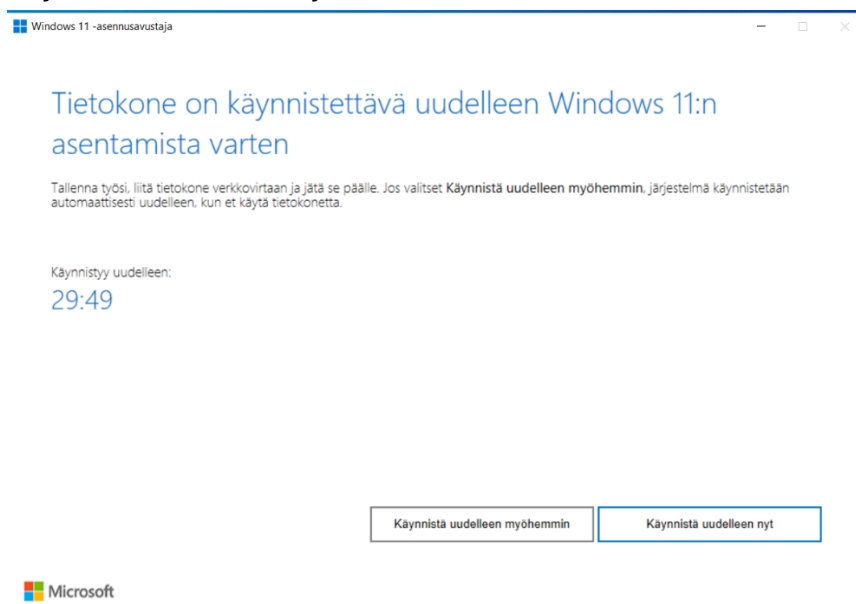 Windows 11 -asennusavustaja
Tietokone on käynnistettävä uudelleen Windows 11:n
asentamista varten
Tallenna työsi, liitä tietokone verkkovirtaan ja jätä se päälle. Jos valitset Käynnistä uudelleen myöhemmin, järjestelmä käynnistetään
automaattisesti uudelleen, kun et käytä tietokonetta.
Käynnistyy uudelleen:
29:49
Käynnistä uudelleen myöhemmin
Käynnistä uudelleen nyt
Microsoft